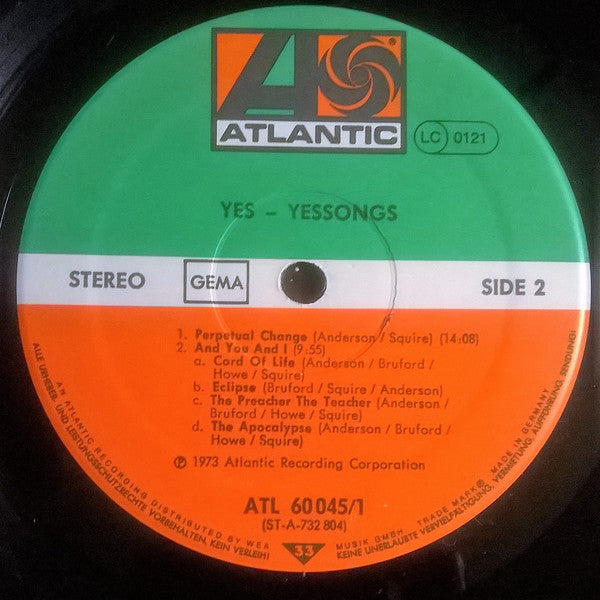 ATLANTIC
LC 0121
YES – YESSONGS
STEREO GEMA SIDE 2
1. Perpetual Change (Anderson / Squire) (14:08)
2. And You And I (9:55)
a. Cord Of Life (Anderson / Bruford /
Howe / Squire)
b. Eclipse (Bruford / Squire / Anderson)
c. The Preacher The Teacher (Anderson /
Bruford / Howe / Squire)
d. The Apocalypse (Anderson / Bruford /
Howe / Squire)
℗ 1973 Atlantic Recording Corporation
ATL 60 045/1
(ST-A-732 804)
33
AN ATLANTIC RECORDING DISTRIBUTED BY WEA MUSIK GMBH TRADE MARK® MADE IN GERMANY
ALLE URHEBER- UND LEISTUNGSSCHUTZRECHTE VORBEHALTEN, KEIN VERLEIH! KEINE UNERLAUBTE VERVIELFÄLTIGUNG, VERMIETUNG, AUFFÜHRUNG, SENDUNG!